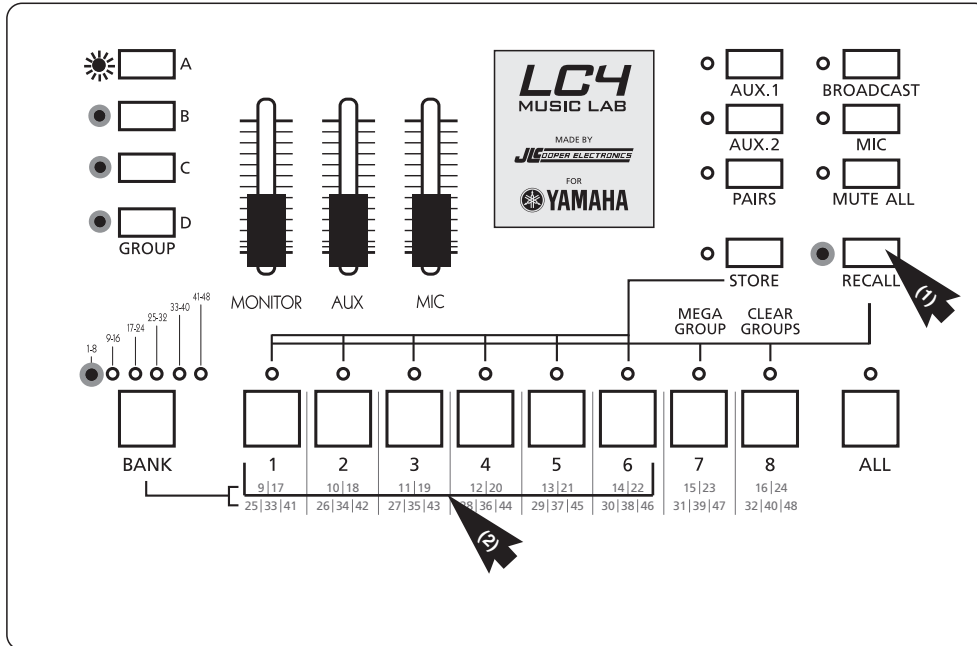 A
B
C
D
GROUP
MONITOR
AUX
MIC
LC4
MUSIC LAB
MADE BY
JLCOOPER ELECTRONICS
FOR
YAMAHA
AUX.1
BROADCAST
AUX.2
MIC
PAIRS
MUTE ALL
STORE
RECALL
(1)
MEGA GROUP
CLEAR GROUPS
1-8
9-16
17-24
25-32
33-40
41-48
BANK
1
2
3
4
5
6
7
8
ALL
9|17
10|18
11|19
12|20
13|21
14|22
15|23
16|24
25|33|41
26|34|42
27|35|43
28|36|44
29|37|45
30|38|46
31|39|47
32|40|48
(2)